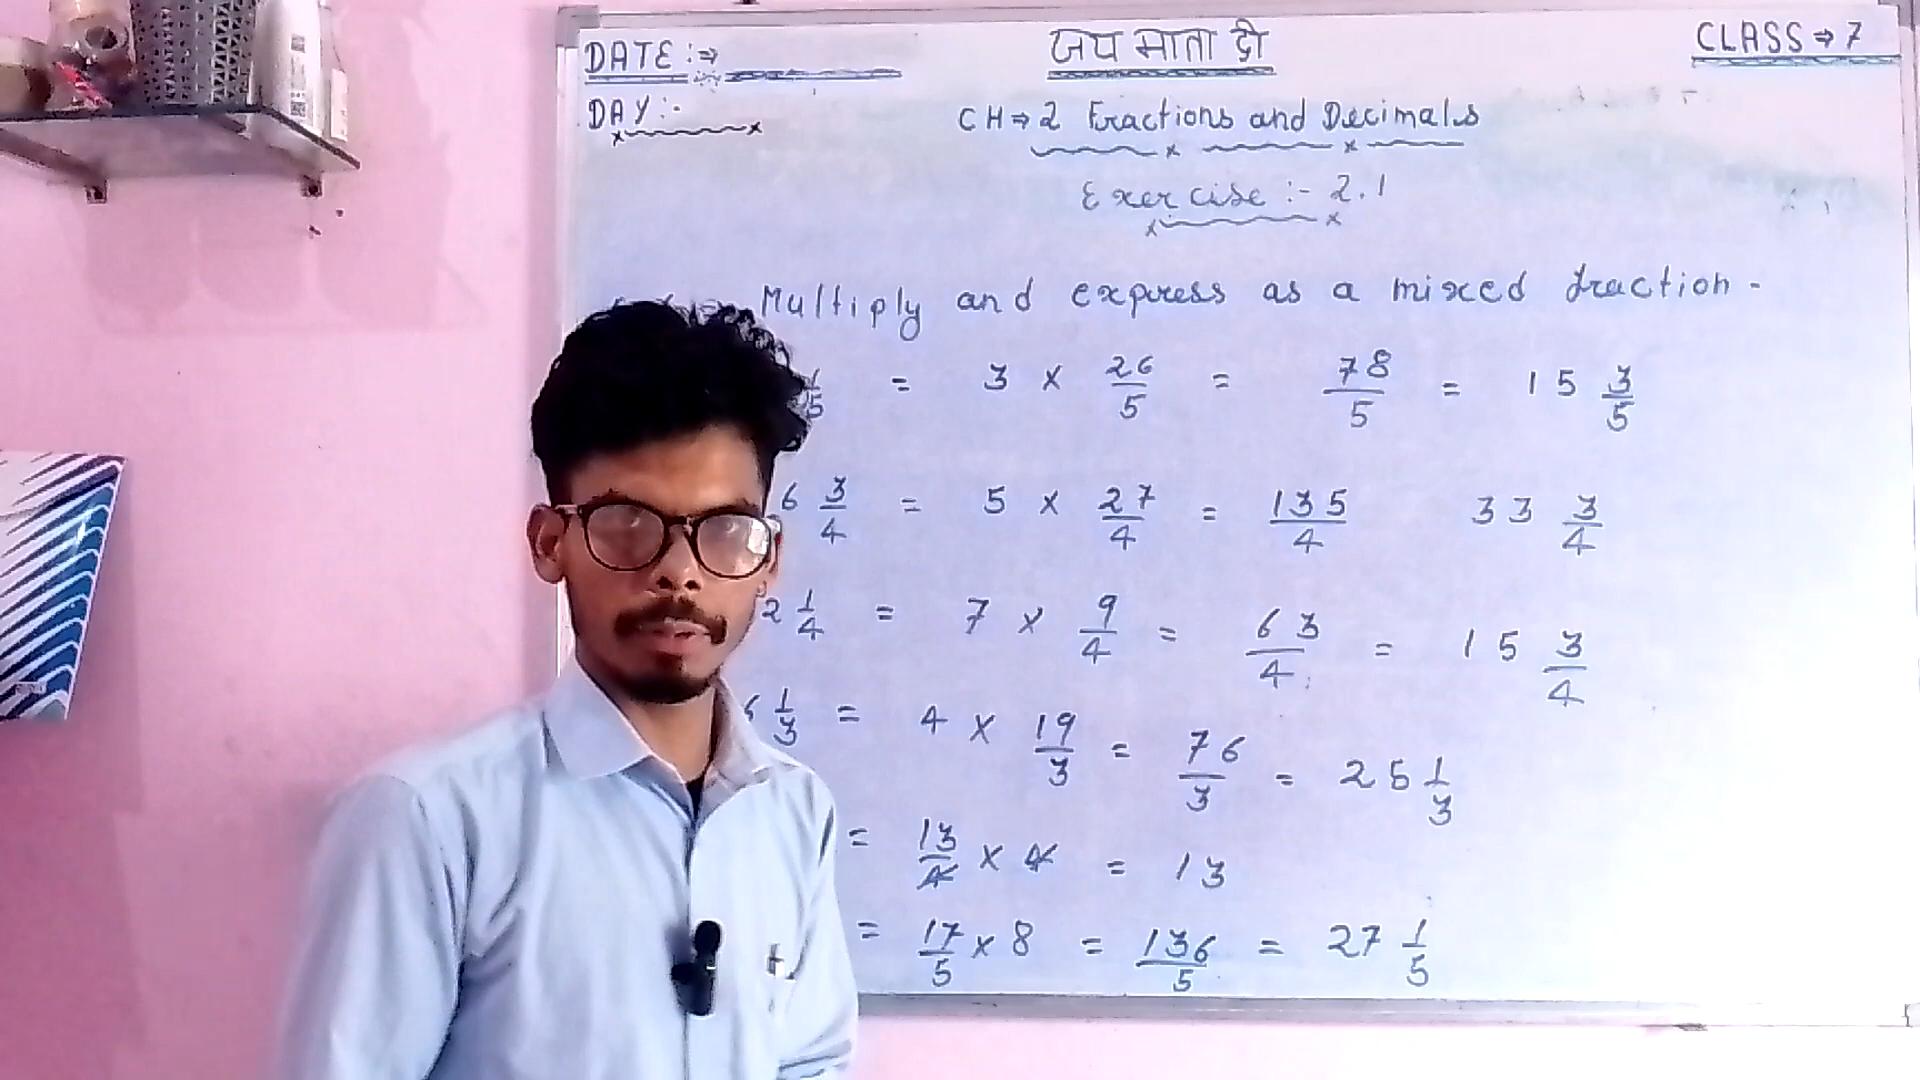 DATE :⇒
जय माता दी
CLASS ⇒ 7
DAY :-
CH ⇒ 2 Fractions and Decimals
Exercise :- 2.1
Multiply and express as a mixed fraction.
1/5 = 3 × 26/5 = 78/5 = 15 3/5
6 3/4 = 5 × 27/4 = 135/4 33 3/4
2 1/4 = 7 × 9/4 = 63/4 = 15 3/4
6 1/3 = 4 × 19/3 = 76/3 = 25 1/3
= 13/4 × 4 = 13
= 17/5 × 8 = 136/5 = 27 1/5